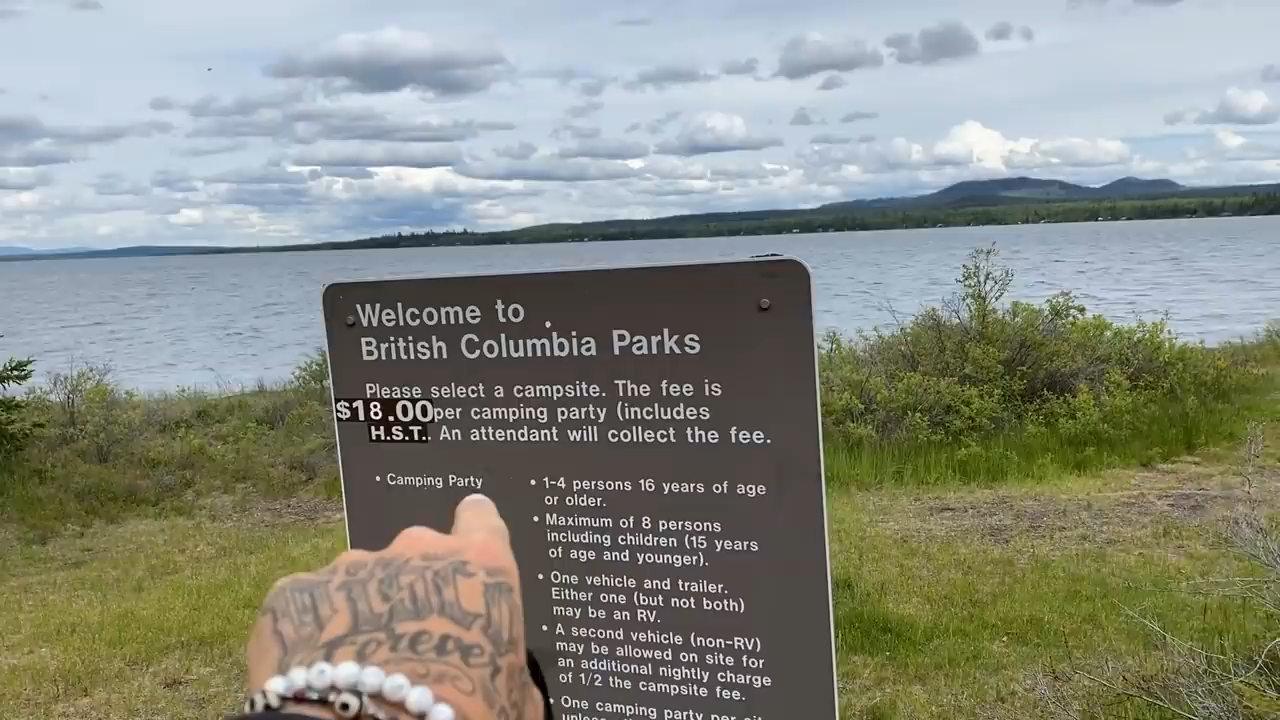 Welcome to
British Columbia Parks
Please select a campsite. The fee is
$18.00 per camping party (includes
H.S.T.. An attendant will collect the fee.
• Camping Party
• 1-4 persons 16 years of age
or older.
• Maximum of 8 persons
including children (15 years
of age and younger).
• One vehicle and trailer.
Either one (but not both)
may be an RV.
• A second vehicle (non-RV)
may be allowed on site for
an additional nightly charge
of 1/2 the campsite fee.
• One camping party per
Forever